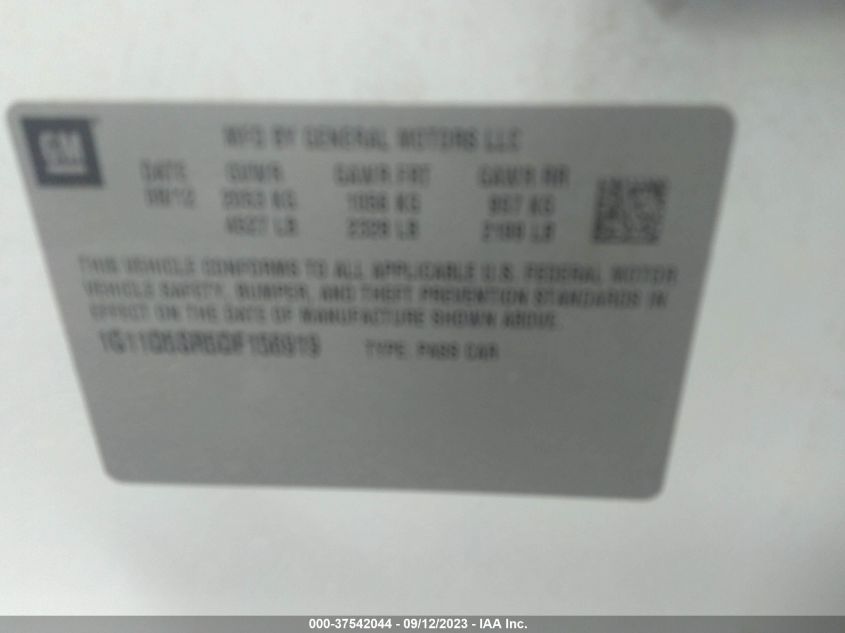 GM
MFD BY GENERAL MOTORS LLC
DATE GVWR GAWR FRT GAWR RR
09/12 2053 KG 1056 KG 997 KG
4527 LB 2328 LB 2199 LB
THIS VEHICLE CONFORMS TO ALL APPLICABLE U.S. FEDERAL MOTOR
VEHICLE SAFETY, BUMPER, AND THEFT PREVENTION STANDARDS IN
EFFECT ON THE DATE OF MANUFACTURE SHOWN ABOVE.
TYPE: PASS CAR
000-37542044 - 09/12/2023 - IAA Inc.